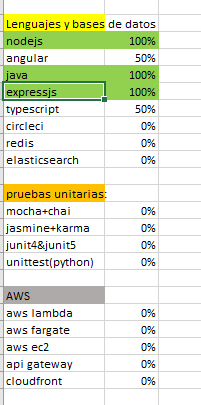 Lenguajes y bases de datos
nodejs 100%
angular 50%
java 100%
expressjs 100%
typescript 50%
circleci 0%
redis 0%
elasticsearch 0%
pruebas unitarias:
mocha+chai 0%
jasmine+karma 0%
junit4&junit5 0%
unittest(python) 0%
AWS
aws lambda 0%
aws fargate 0%
aws ec2 0%
api gateway 0%
cloudfront 0%